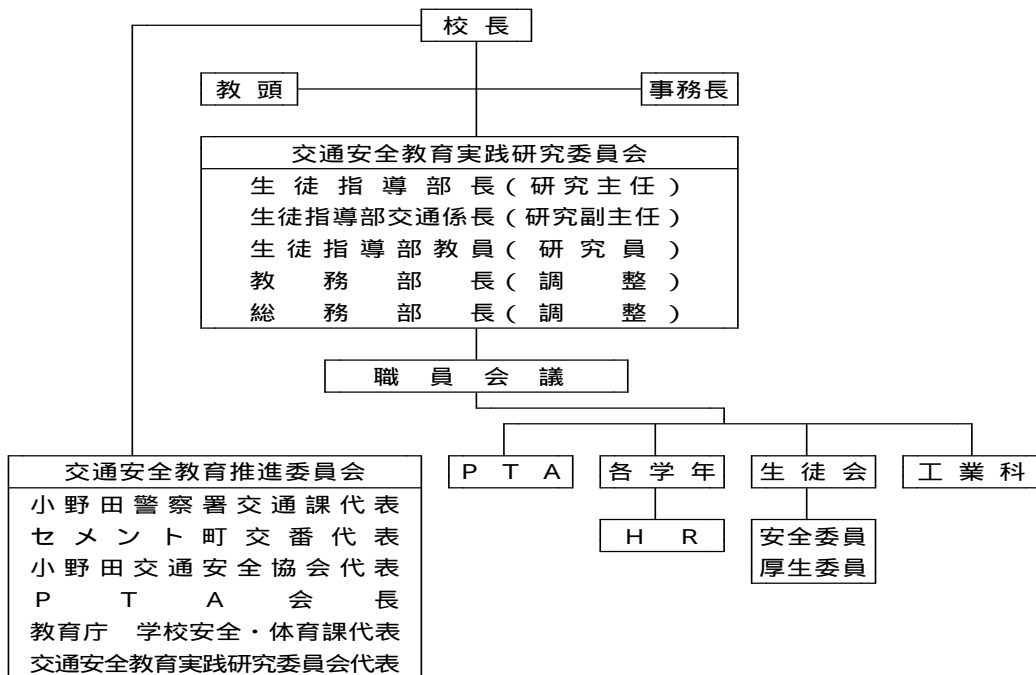 校長
教頭
事務長
交通安全教育実践研究委員会
生徒指導部長(研究主任)
生徒指導部交通係長(研究副主任)
生徒指導部教員(研究員)
教務部長(調整)
総務部長(調整)
職員会議
PTA
各学年
生徒会
工業科
HR
安全委員
厚生委員
交通安全教育推進委員会
小野田警察署交通課代表
セメント町交番代表
小野田交通安全協会代表
PTA会長
教育庁 学校安全・体育課代表
交通安全教育実践研究委員会代表